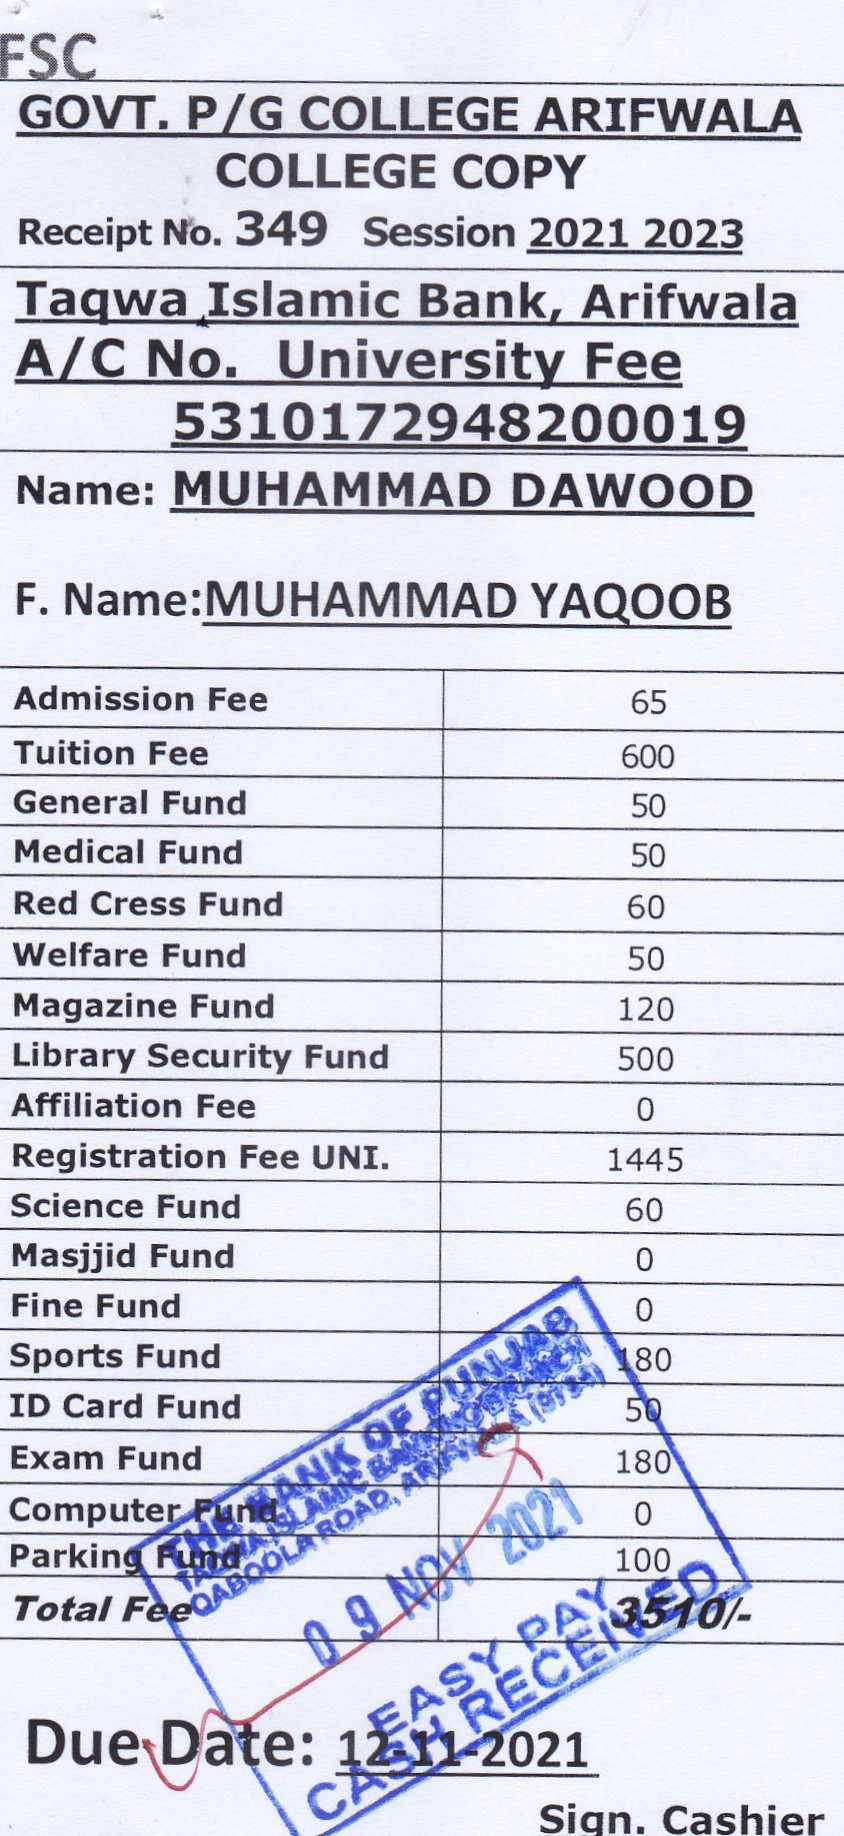 FSC
GOVT. P/G COLLEGE ARIFWALA
COLLEGE COPY
Receipt No. 349 Session 2021 2023
Taqwa Islamic Bank, Arifwala
A/C No. University Fee
5310172948200019
Name: MUHAMMAD DAWOOD
F. Name:MUHAMMAD YAQOOB
Admission Fee 65
Tuition Fee 600
General Fund 50
Medical Fund 50
Red Cress Fund 60
Welfare Fund 50
Magazine Fund 120
Library Security Fund 500
Affiliation Fee 0
Registration Fee UNI. 1445
Science Fund 60
Masjjid Fund 0
Fine Fund 0
Sports Fund 180
ID Card Fund 50
Exam Fund 180
Computer Fund 0
Parking Fund 100
Total Fee 3510/-
THE BANK OF PUNJAB
TAQWA ISLAMIC BANKING BRANCH
QABOOLA ROAD, ARIFWALA
09 NOV 2021
EASY PAY
CASH RECEIVED
Due Date: 12-11-2021
Sign. Cashier